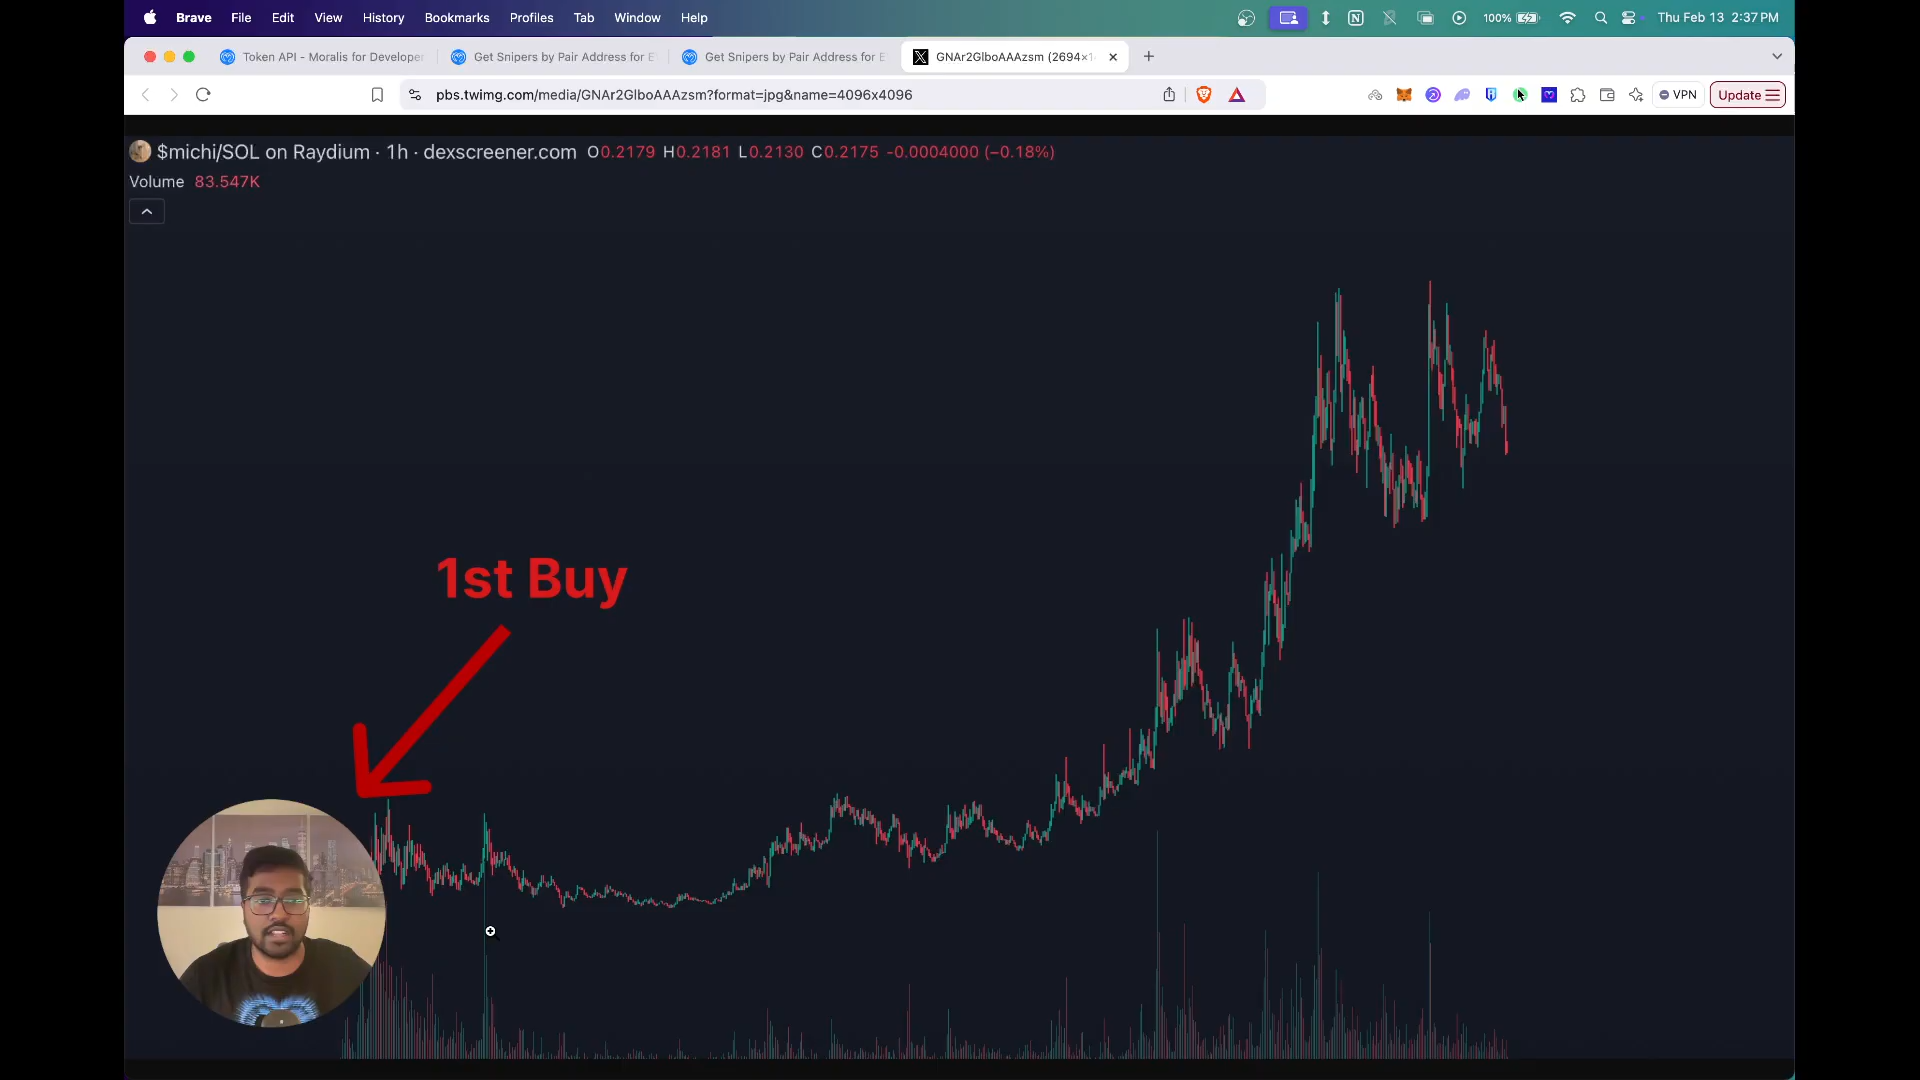 Brave File Edit View History Bookmarks Profiles Tab Window Help
100% Thu Feb 13 2:37 PM
Token API - Moralis for Developer
Get Snipers by Pair Address for E
Get Snipers by Pair Address for E
GNAr2GlboAAAzsm (2694×1
pbs.twimg.com/media/GNAr2GlboAAAzsm?format=jpg&name=4096x4096
VPN
Update
$michi/SOL on Raydium · 1h · dexscreener.com O0.2179 H0.2181 L0.2130 C0.2175 -0.0004000 (−0.18%)
Volume 83.547K
1st Buy